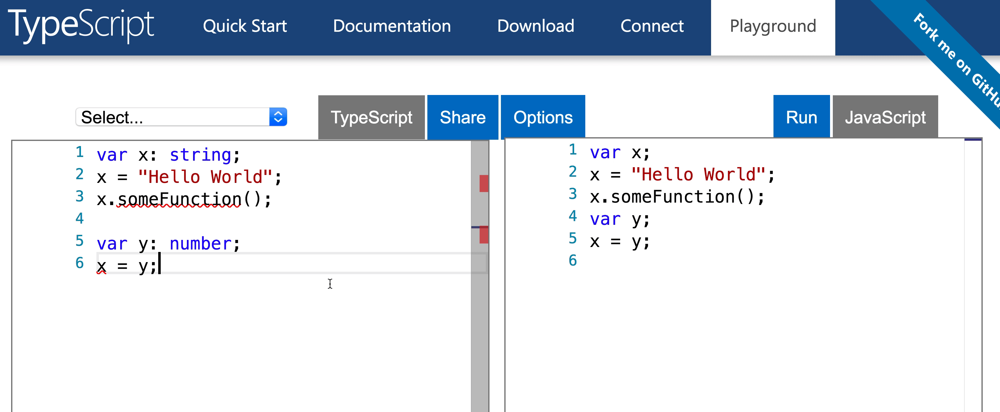 TypeScript
Quick Start
Documentation
Download
Connect
Playground
Fork me on GitHu
Select...
TypeScript
Share
Options
Run
JavaScript
1 var x: string;
2 x = "Hello World";
3 x.someFunction();
4
5 var y: number;
6 x = y;
1 var x;
2 x = "Hello World";
3 x.someFunction();
4 var y;
5 x = y;
6